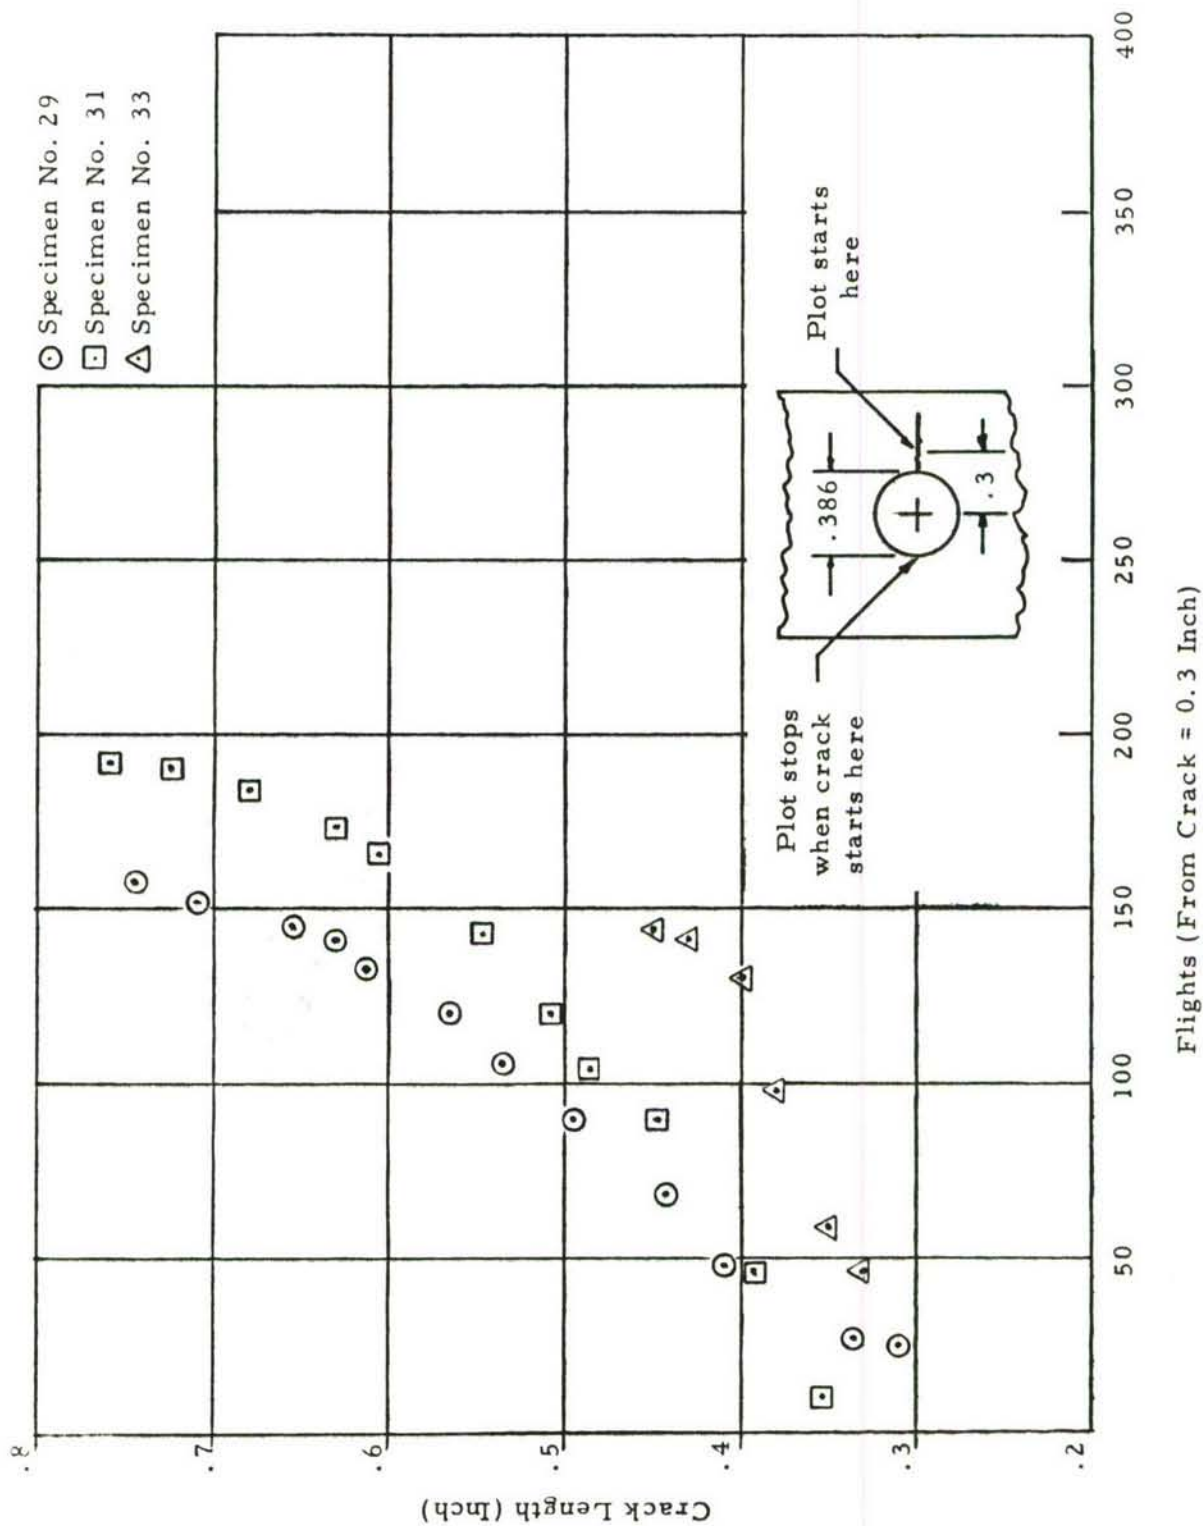 Specimen No. 29
Specimen No. 31
Specimen No. 33
Crack Length (Inch)
.8
.7
.6
.5
.4
.3
.2
Plot stops
when crack
starts here
.386
.3
Plot starts
here
50
100
150
200
250
300
350
400
Flights (From Crack = 0.3 Inch)